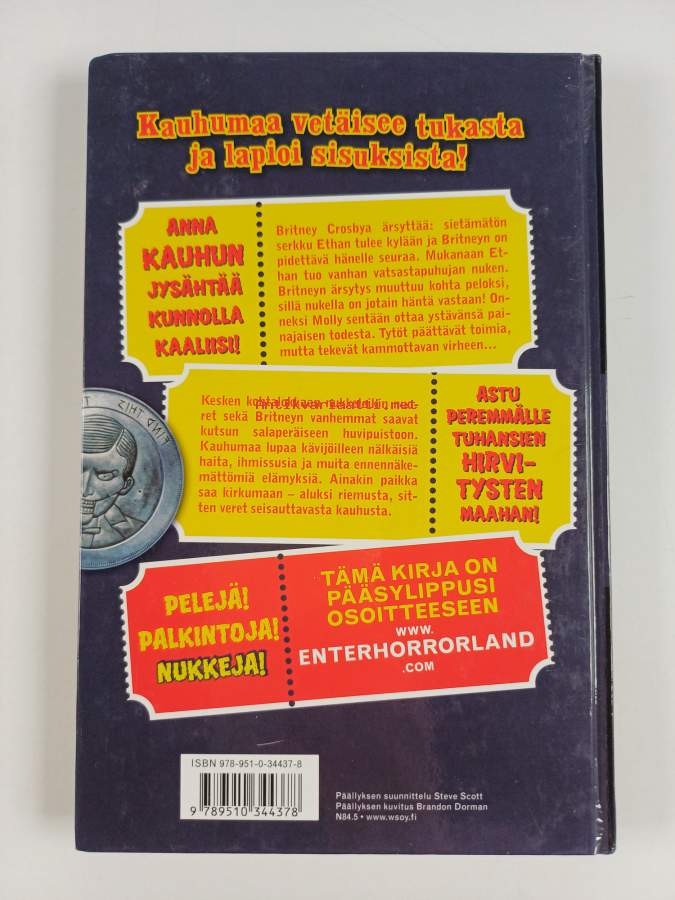 Kauhumaa vetäisee tukasta
ja lapioi sisuksista!
ANNA
KAUHUN
JYSÄHTÄÄ
KUNNOLLA
KAALIISI!
Britney Crosbya ärsyttää: sietämätön
serkku Ethan tulee kylään ja Britneyn on
pidettävä hänelle seuraa. Mukanaan Et-
han tuo vanhan vatsastapuhujan nuken.
Britneyn ärsytys muuttuu kohta peloksi,
sillä nukella on jotain häntä vastaan! On-
neksi Molly sentään ottaa ystävänsä pai-
najaisen todesta. Tytöt päättävät toimia,
mutta tekevät kammottavan virheen...
Kesken
antikvariaatti.net
ret sekä Britneyn vanhemmat saavat
kutsun salaperäiseen huvipuistoon.
Kauhumaa lupaa kävijöilleen nälkäisiä
haita, ihmissusia ja muita ennennäke-
mättömiä elämyksiä. Ainakin paikka
saa kirkumaan – aluksi riemusta, sit-
ten veret seisauttavasta kauhusta.
ASTU
PEREMMÄLLE
TUHANSIEN
HIRVI-
TYSTEN
MAAHAN!
FIND THIS
PELEJÄ!
PALKINTOJA!
NUKKEJA!
TÄMÄ KIRJA ON
PÄÄSYLIPPUSI
OSOITTEESEEN
WWW.
ENTERHORRORLAND
.COM
ISBN 978-951-0-34437-8
9 789510 344378
Päällyksen suunnittelu Steve Scott
Päällyksen kuvitus Brandon Dorman
N84.5 • www.wsoy.fi